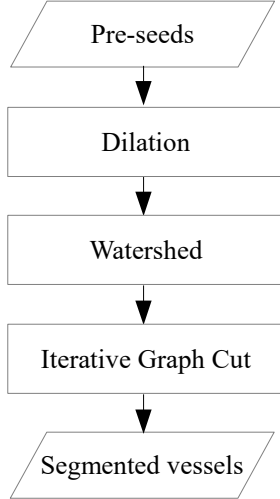 Pre-seeds
Dilation
Watershed
Iterative Graph Cut
Segmented vessels